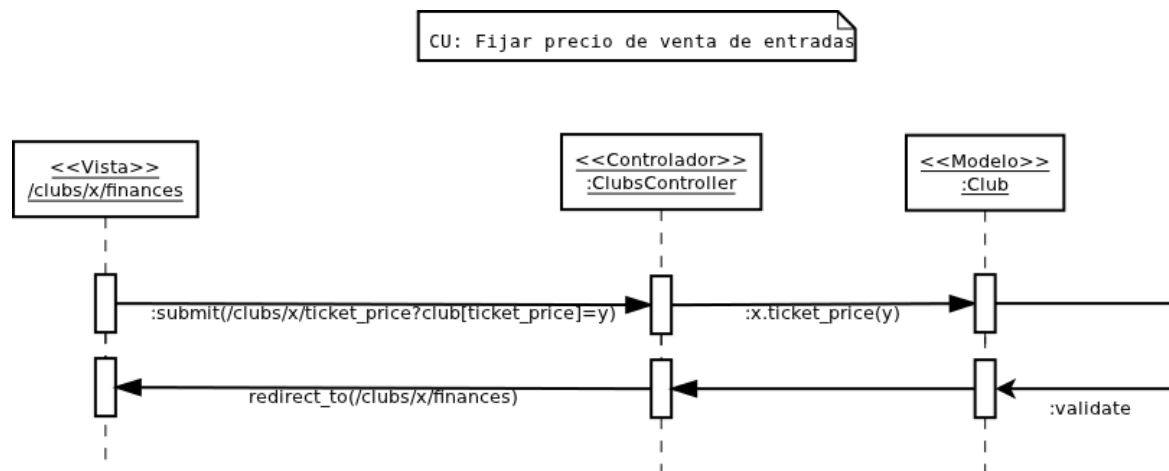 CU: Fijar precio de venta de entradas
<<Vista>>
/clubs/x/finances
<<Controlador>>
:ClubsController
<<Modelo>>
:Club
:submit(/clubs/x/ticket_price?club[ticket_price]=y)
:x.ticket_price(y)
redirect_to(/clubs/x/finances)
:validate